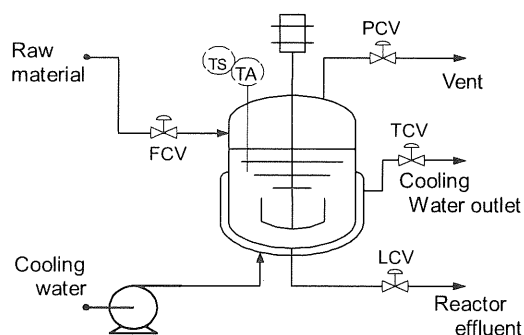 PCV
Raw
material
TS
TA
Vent
FCV
TCV
Cooling
Water outlet
Cooling
water
LCV
Reactor
effluent